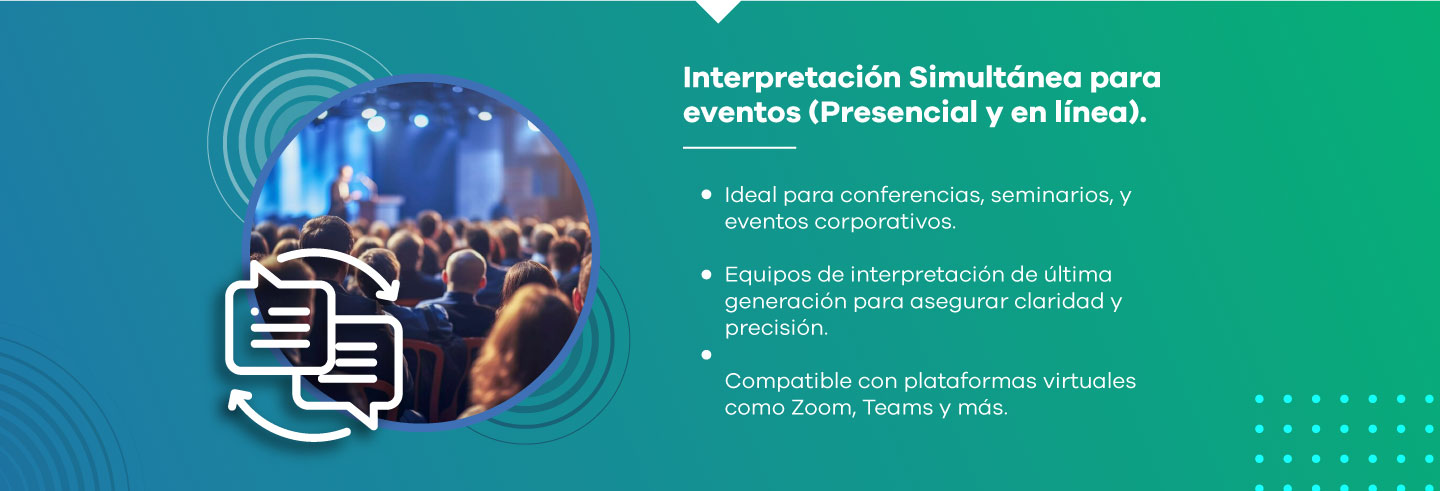 Interpretación Simultánea para
eventos (Presencial y en línea).
• Ideal para conferencias, seminarios, y
eventos corporativos.
• Equipos de interpretación de última
generación para asegurar claridad y
precisión.
•
Compatible con plataformas virtuales
como Zoom, Teams y más.